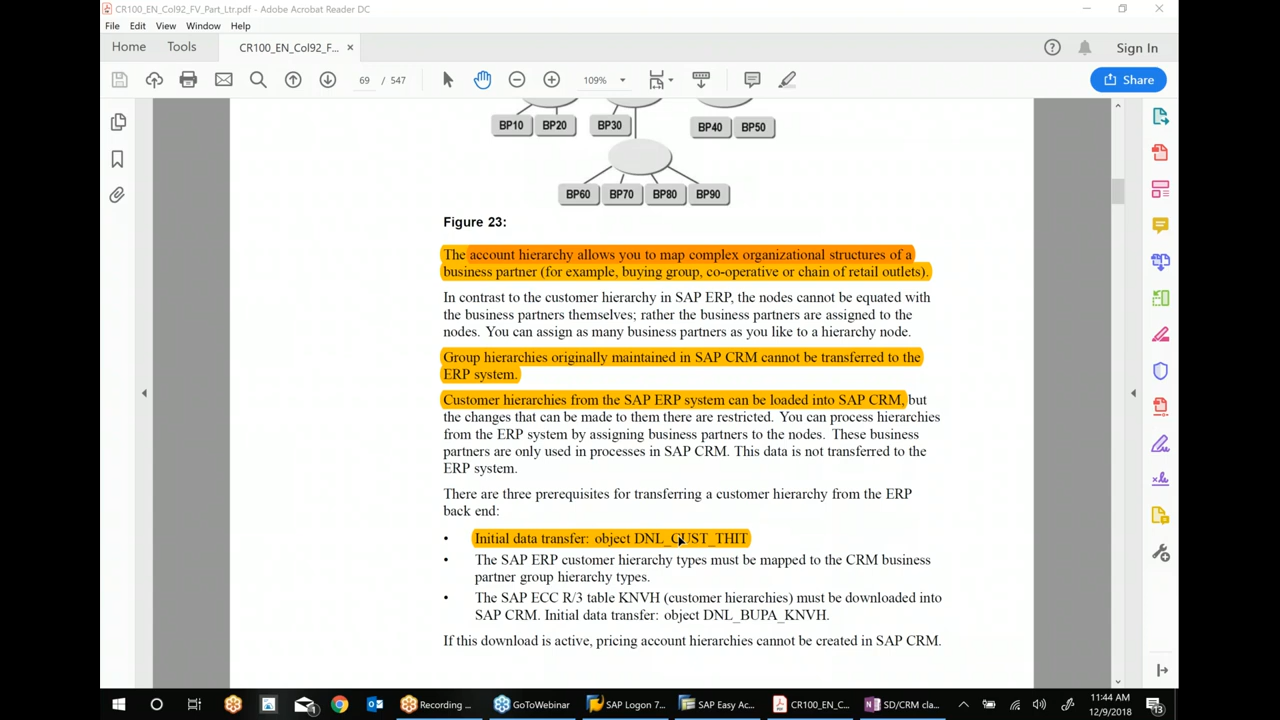 CR100_EN_Col92_FV_Part_Ltr.pdf - Adobe Acrobat Reader DC
File Edit View Window Help
Home Tools CR100_EN_Col92_F... × Sign In
69 / 547 109% Share
BP10 BP20 BP30 BP40 BP50
BP60 BP70 BP80 BP90
Figure 23:
The account hierarchy allows you to map complex organizational structures of a
business partner (for example, buying group, co-operative or chain of retail outlets).
In contrast to the customer hierarchy in SAP ERP, the nodes cannot be equated with
the business partners themselves; rather the business partners are assigned to the
nodes. You can assign as many business partners as you like to a hierarchy node.
Group hierarchies originally maintained in SAP CRM cannot be transferred to the
ERP system.
Customer hierarchies from the SAP ERP system can be loaded into SAP CRM, but
the changes that can be made to them there are restricted. You can process hierarchies
from the ERP system by assigning business partners to the nodes. These business
partners are only used in processes in SAP CRM. This data is not transferred to the
ERP system.
There are three prerequisites for transferring a customer hierarchy from the ERP
back end:
• Initial data transfer: object DNL_CUST_THIT
• The SAP ERP customer hierarchy types must be mapped to the CRM business
partner group hierarchy types.
• The SAP ECC R/3 table KNVH (customer hierarchies) must be downloaded into
SAP CRM. Initial data transfer: object DNL_BUPA_KNVH.
If this download is active, pricing account hierarchies cannot be created in SAP CRM.
Recording ... GoToWebinar SAP Logon 7... SAP Easy Ac... CR100_EN_C... SD/CRM cla... 11:44 AM
12/9/2018 13